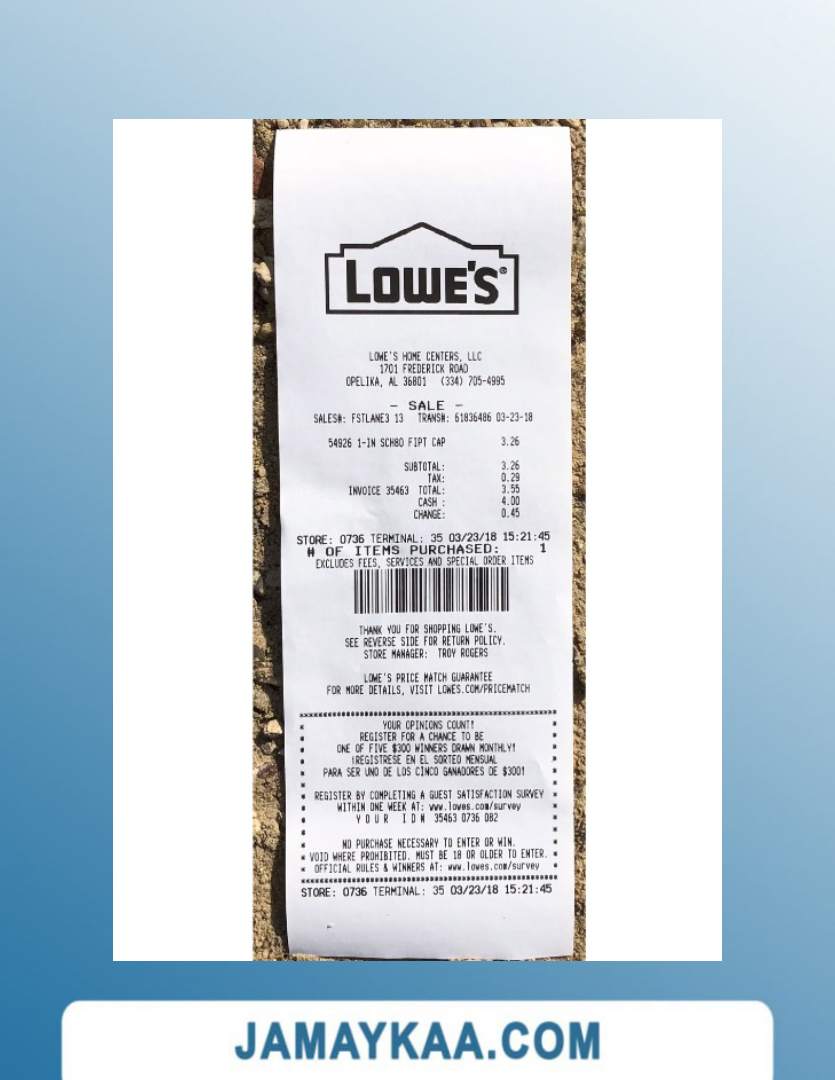 LOWE'S®
LOWE'S HOME CENTERS, LLC
1701 FREDERICK ROAD
OPELIKA, AL 36801 (334) 705-4995
- SALE -
SALES#: FSTLANE3 13 TRANS#: 61836486 03-23-18
54926 1-IN SCH80 FIPT CAP 3.26
SUBTOTAL: 3.26
TAX: 0.29
INVOICE 35463 TOTAL: 3.55
CASH : 4.00
CHANGE: 0.45
STORE: 0736 TERMINAL: 35 03/23/18 15:21:45
# OF ITEMS PURCHASED: 1
EXCLUDES FEES, SERVICES AND SPECIAL ORDER ITEMS
THANK YOU FOR SHOPPING LOWE'S.
SEE REVERSE SIDE FOR RETURN POLICY.
STORE MANAGER: TROY ROGERS
LOWE'S PRICE MATCH GUARANTEE
FOR MORE DETAILS, VISIT LOWES.COM/PRICEMATCH
YOUR OPINIONS COUNT!
REGISTER FOR A CHANCE TO BE
ONE OF FIVE $300 WINNERS DRAWN MONTHLY!
¡REGISTRESE EN EL SORTEO MENSUAL
PARA SER UNO DE LOS CINCO GANADORES DE $300!
REGISTER BY COMPLETING A GUEST SATISFACTION SURVEY
WITHIN ONE WEEK AT: www.lowes.com/survey
Y O U R I D # 35463 0736 082
NO PURCHASE NECESSARY TO ENTER OR WIN.
VOID WHERE PROHIBITED. MUST BE 18 OR OLDER TO ENTER.
OFFICIAL RULES & WINNERS AT: www.lowes.com/survey
STORE: 0736 TERMINAL: 35 03/23/18 15:21:45
JAMAYKAA.COM